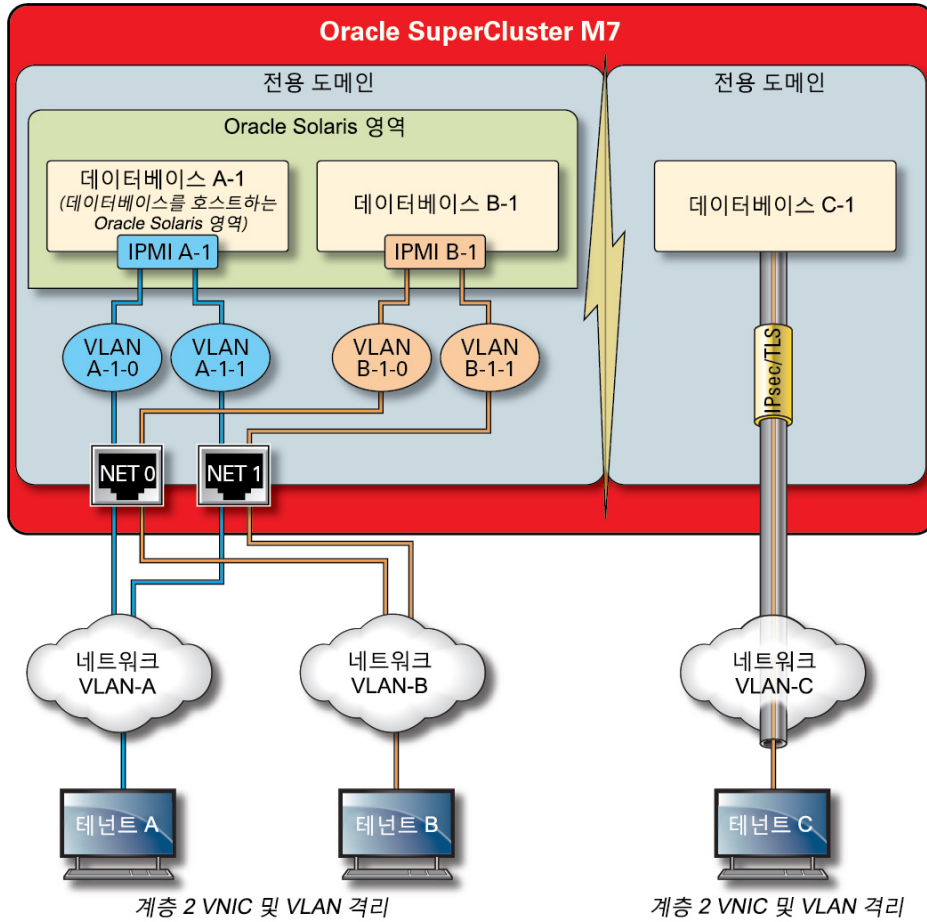 Oracle SuperCluster M7
전용 도메인
전용 도메인
Oracle Solaris 영역
데이터베이스 A-1
(데이터베이스를 호스트하는
Oracle Solaris 영역)
데이터베이스 B-1
데이터베이스 C-1
IPMI A-1
IPMI B-1
VLAN
A-1-0
VLAN
A-1-1
VLAN
B-1-0
VLAN
B-1-1
IPsec/TLS
NET 0
NET 1
네트워크
VLAN-A
네트워크
VLAN-B
네트워크
VLAN-C
테넌트 A
테넌트 B
테넌트 C
계층 2 VNIC 및 VLAN 격리
계층 2 VNIC 및 VLAN 격리